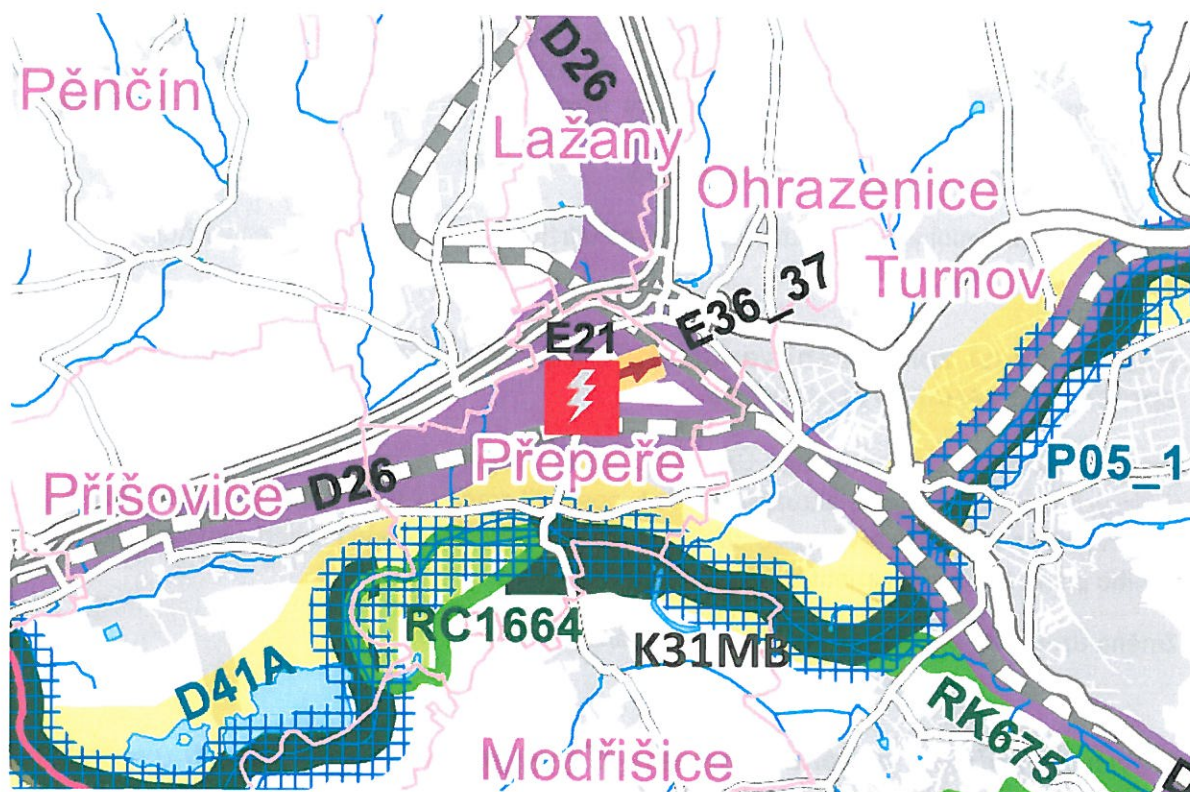 D26
Pěnčín
Lažany
Ohrazenice
Turnov
E36_37
E21
Přepeře
P05_1
Příšovice
D26
RC1664
K31MB
D41A
RK675
Modřišice
D